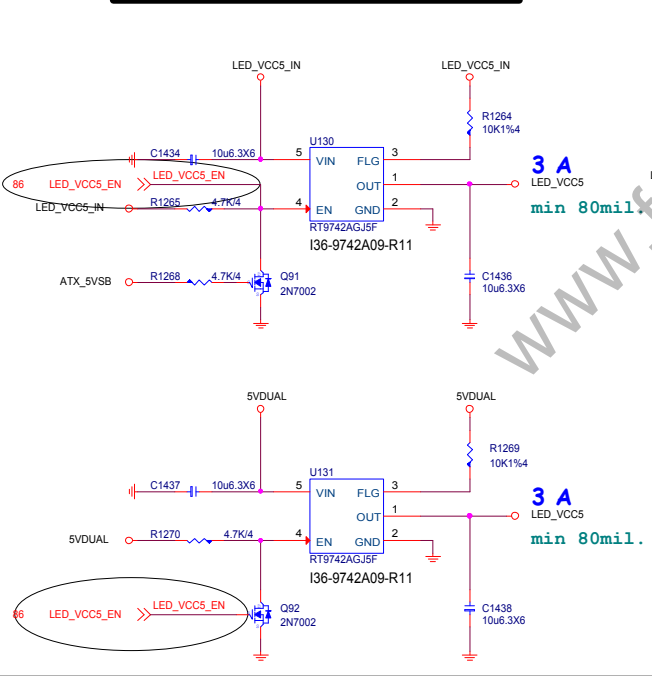 LED_VCC5_IN
LED_VCC5_IN
R1264
10K1%4
U130
C1434 10u6.3X6 5 VIN FLG 3
3 A
86 LED_VCC5_EN LED_VCC5_EN
OUT 1
LED_VCC5
LED_VCC5_IN R1265 4.7K/4 4 EN GND 2
min 80mil.
RT9742AGJ5F
I36-9742A09-R11
ATX_5VSB R1268 4.7K/4 Q91
2N7002
C1436
10u6.3X6
www.f
5VDUAL
5VDUAL
R1269
10K1%4
U131
C1437 10u6.3X6 5 VIN FLG 3
3 A
OUT 1
LED_VCC5
5VDUAL R1270 4.7K/4 4 EN GND 2
min 80mil.
RT9742AGJ5F
I36-9742A09-R11
86 LED_VCC5_EN LED_VCC5_EN
Q92
2N7002
C1438
10u6.3X6